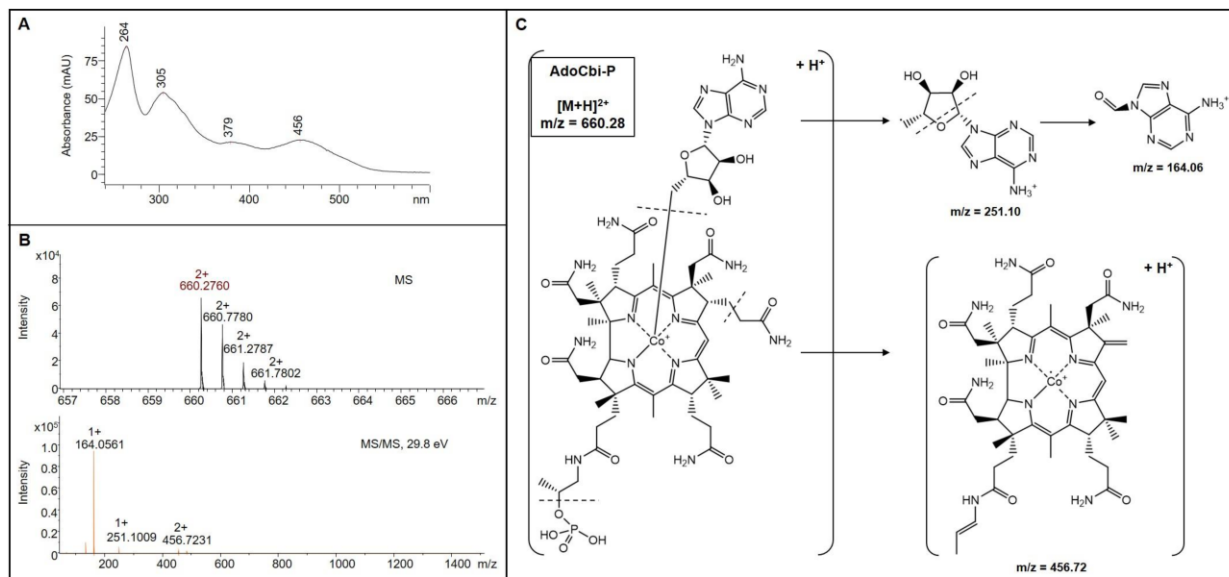 A
264
305
379
456
Absorbance (mAU)
75
50
25
0
300
400
500
nm
B
x10⁴
MS
2+
660.2760
2+
660.7780
2+
661.2787
2+
661.7802
Intensity
8
6
4
2
0
657 658 659 660 661 662 663 664 665 666 m/z
x10⁵
MS/MS, 29.8 eV
1+
164.0561
1+
251.1009
2+
456.7231
Intensity
1.0
0.8
0.6
0.4
0.2
0
200 400 600 800 1000 1200 1400 m/z
C
AdoCbi-P
[M+H]²⁺
m/z = 660.28
+ H⁺
H₂N
N
N
N
N
O
OH
OH
H₂N
O
NH₂
O
NH₂
O
NH₂
O
NH₂
O
N
N
N
N
Co⁺
NH₂
O
HN
O
H₂N
O
O
HO
P
OH
O
HO
OH
O
N
N
N
N
NH₃⁺
m/z = 251.10
O
N
N
N
N
NH₃⁺
m/z = 164.06
+ H⁺
H₂N
O
NH₂
O
O
NH₂
NH₂
O
N
N
N
N
Co⁺
HN
O
H₂N
O
m/z = 456.72